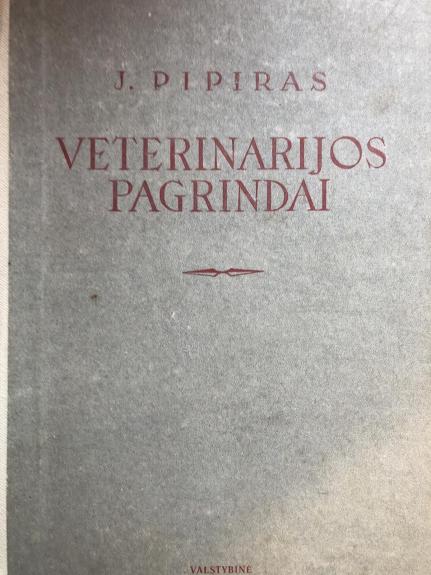 J. PIPIRAS
VETERINARIJOS
PAGRINDAI
VALSTYBINĖ